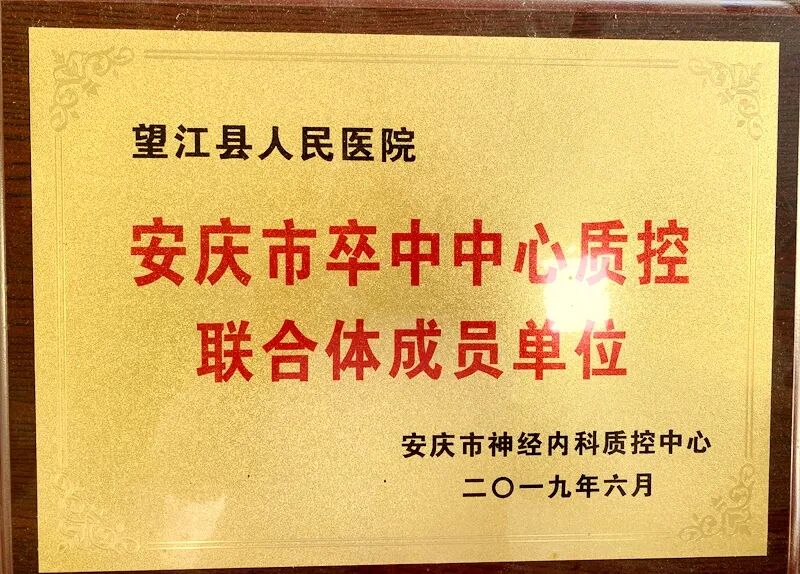 望江县人民医院
安庆市卒中中心质控
联合体成员单位
安庆市神经内科质控中心
二〇一九年六月